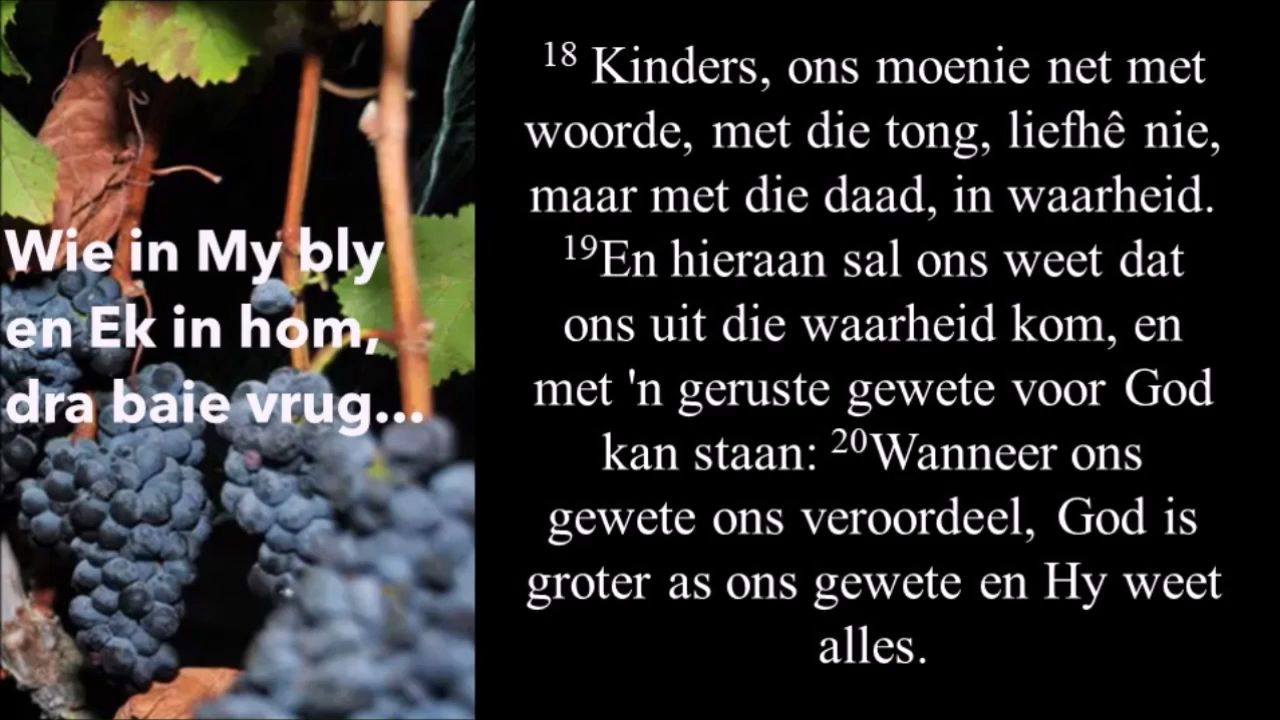 Wie in My bly
en Ek in hom,
dra baie vrug...
18 Kinders, ons moenie net met
woorde, met die tong, liefhê nie,
maar met die daad, in waarheid.
19En hieraan sal ons weet dat
ons uit die waarheid kom, en
met 'n geruste gewete voor God
kan staan: 20Wanneer ons
gewete ons veroordeel, God is
groter as ons gewete en Hy weet
alles.